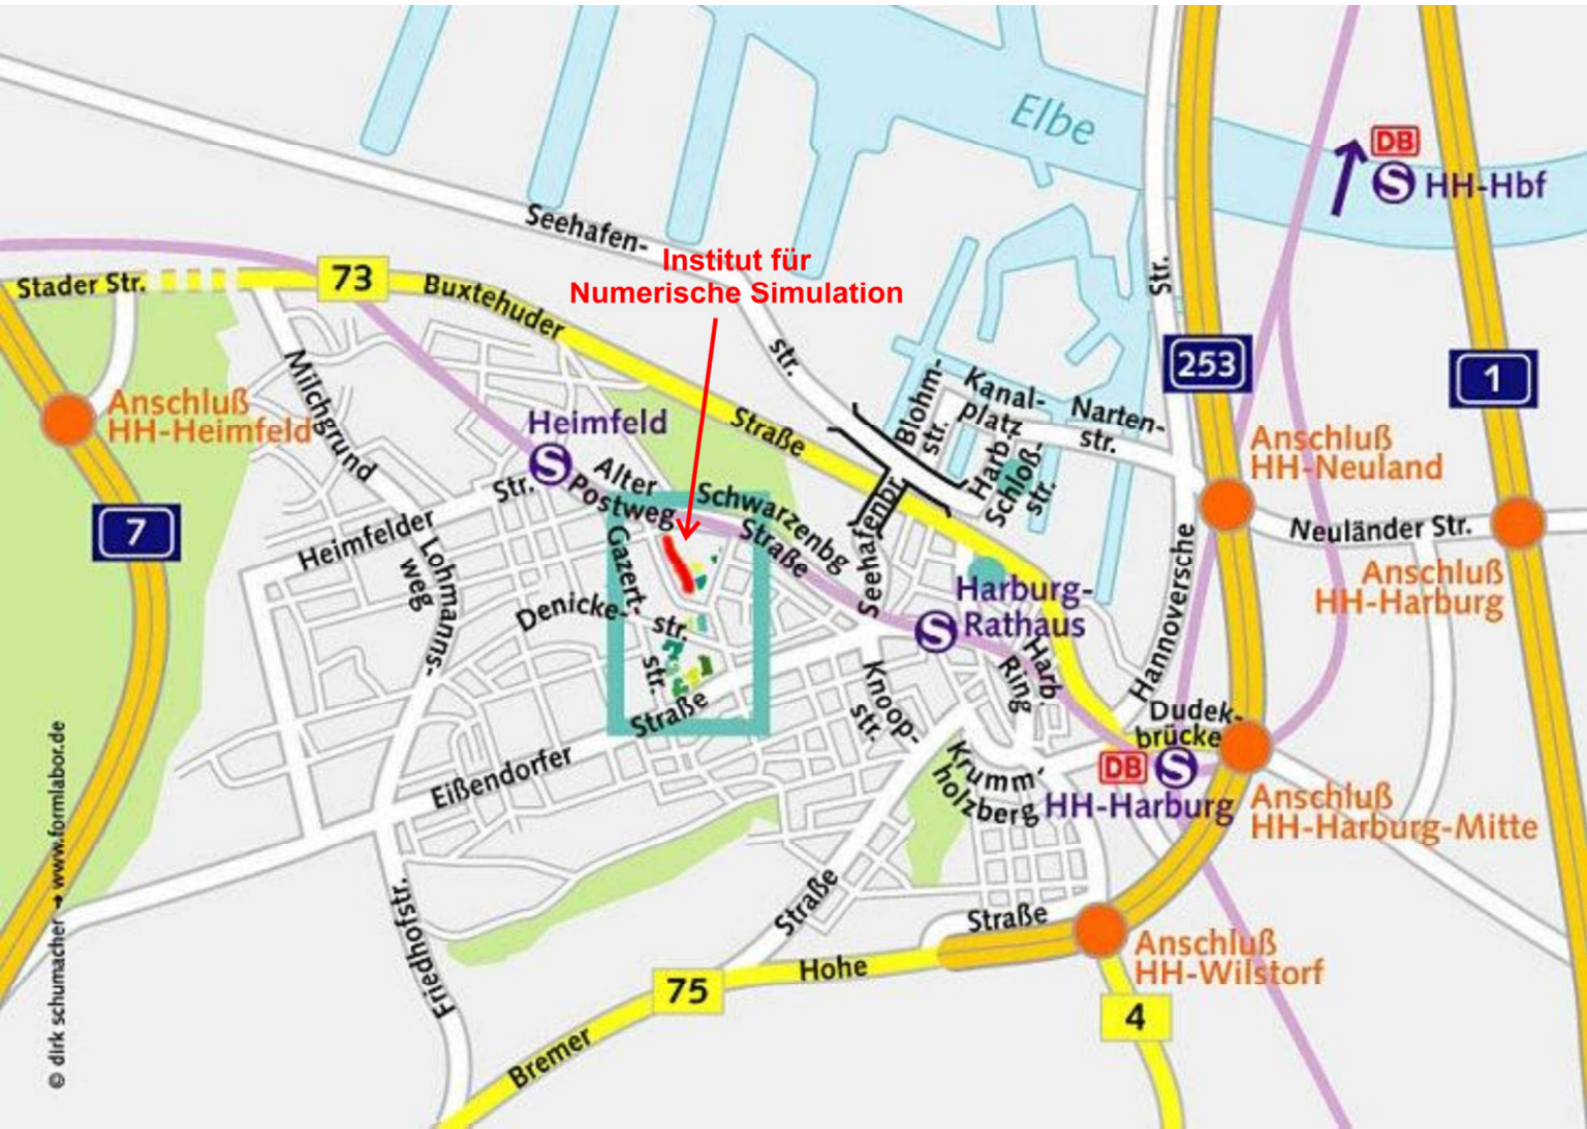 Elbe
DB
S HH-Hbf
Seehafen-
str.
Institut für
Numerische Simulation
Stader Str.
73
Buxtehuder
Straße
Str.
253
1
Milchgrund
Anschluß
HH-Heimfeld
7
Heimfeld
S
Alter
Postweg
Str.
Heimfelder
Schwarzenbg
Straße
Blohm-
str.
Kanal-
platz
Narten-
str.
Harb.
Schloß-
str.
Seehafenbr.
Anschluß
HH-Neuland
Neuländer Str.
Anschluß
HH-Harburg
Hannoversche
Lohmanns-
weg
Gazert-
str.
Denicke-
str.
Harburg-
S Rathaus
Harb.
Ring
Knoop-
str.
Straße
Eißendorfer
Krumm'
holzberg
Dudek-
brücke
DB S
HH-Harburg
Anschluß
HH-Harburg-Mitte
Friedhofstr.
Straße
Straße
Hohe
75
Bremer
Anschluß
HH-Wilstorf
4
© dirk schumacher → www.formlabor.de